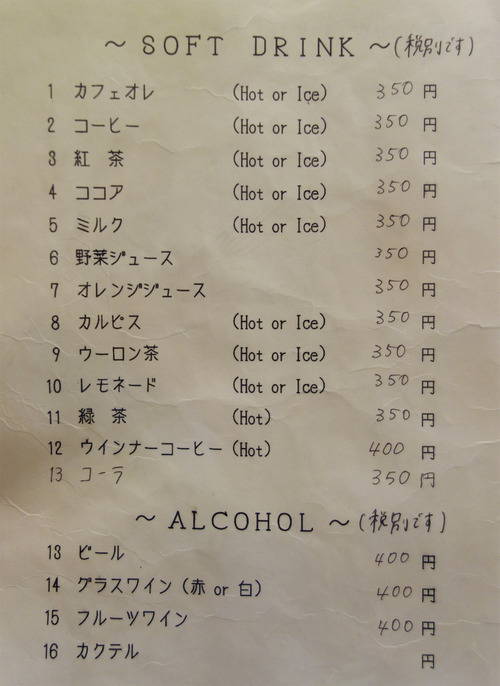 ～ SOFT DRINK ～(税別です)
1 カフェオレ (Hot or Ice) 350 円
2 コーヒー (Hot or Ice) 350 円
3 紅 茶 (Hot or Ice) 350 円
4 ココア (Hot or Ice) 350 円
5 ミルク (Hot or Ice) 350 円
6 野菜ジュース 350 円
7 オレンジジュース 350 円
8 カルピス (Hot or Ice) 350 円
9 ウーロン茶 (Hot or Ice) 350 円
10 レモネード (Hot or Ice) 350 円
11 緑 茶 (Hot) 350 円
12 ウインナーコーヒー (Hot) 400 円
13 コーラ 350 円
～ ALCOHOL ～(税別です)
13 ビール 400 円
14 グラスワイン (赤 or 白) 400 円
15 フルーツワイン 400 円
16 カクテル 円